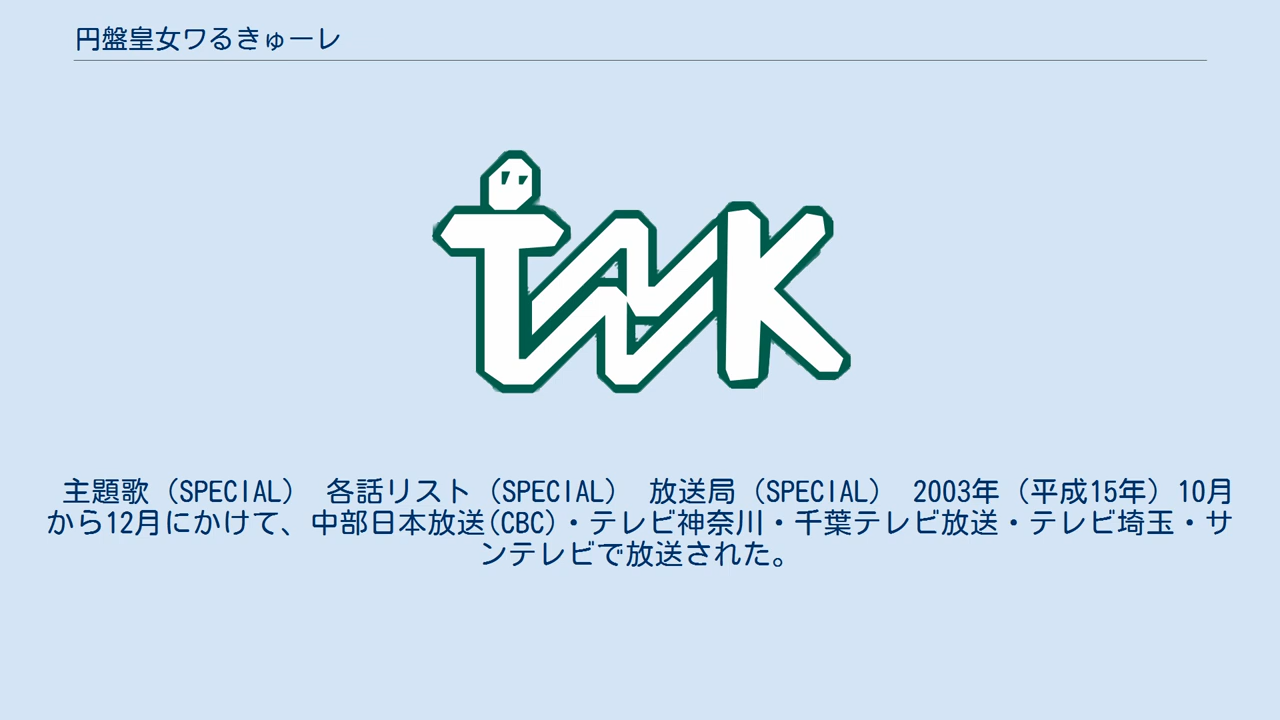 円盤皇女ワるきゅーレ
tvk
主題歌（SPECIAL） 各話リスト（SPECIAL） 放送局（SPECIAL） 2003年（平成15年）10月
から12月にかけて、中部日本放送(CBC)・テレビ神奈川・千葉テレビ放送・テレビ埼玉・サ
ンテレビで放送された。